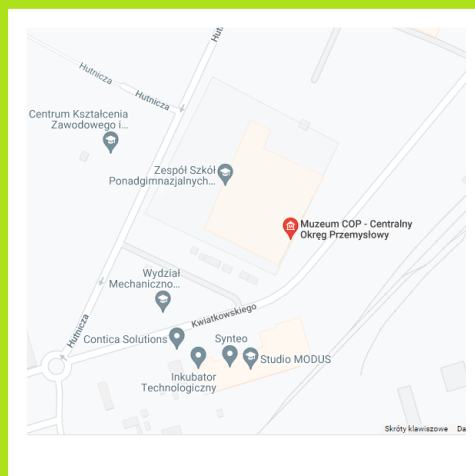 Hutnicza
Hutnicza
Hutnicza
Centrum Kształcenia
Zawodowego i...
Zespół Szkół
Ponadgimnazjalnych...
Muzeum COP - Centralny
Okręg Przemysłowy
Wydział
Mechaniczno...
Kwiatkowskiego
Hutnicza
Contica Solutions
Synteo
Studio MODUS
Inkubator
Technologiczny
Skróty klawiszowe